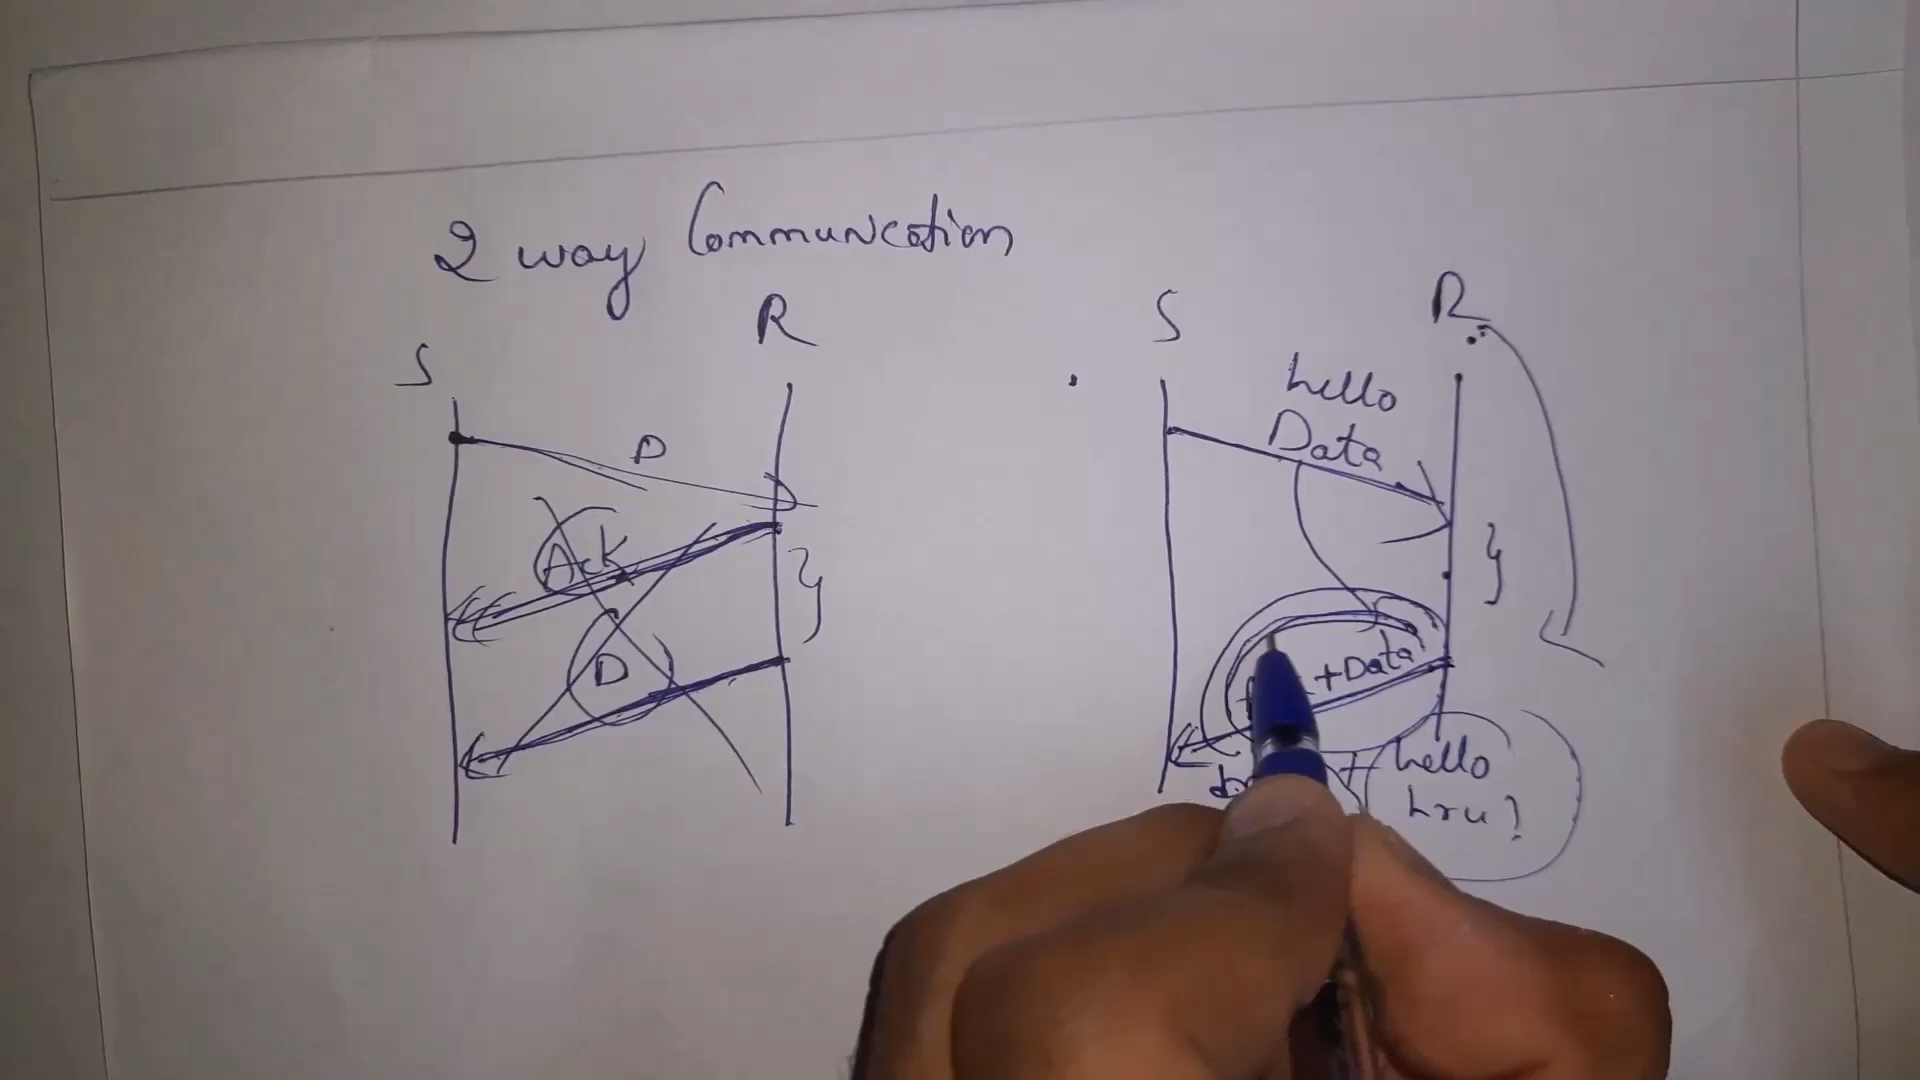 2 way Communcation
S
R
D
Ack
D
S
R
hello
Data
+Data
+ hello
hru?